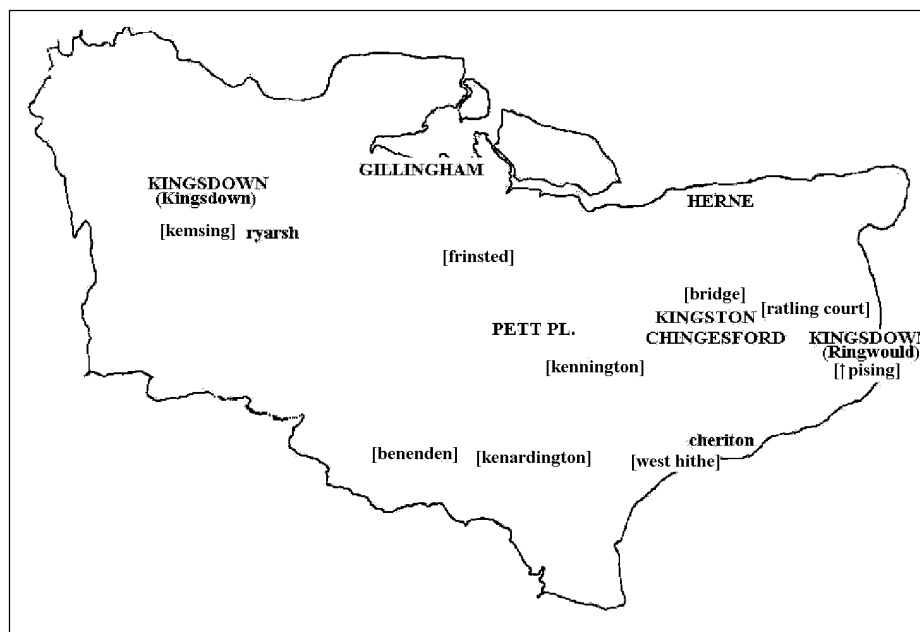 GILLINGHAM
KINGSDOWN
(Kingsdown)
HERNE
[kemsing] ryarsh
[frinsted]
[bridge]
[ratling court]
KINGSTON
PETT PL.
CHINGESFORD
KINGSDOWN
(Ringwould)
[kennington]
[↑pising]
cheriton
[benenden]
[kenardington]
[west hithe]